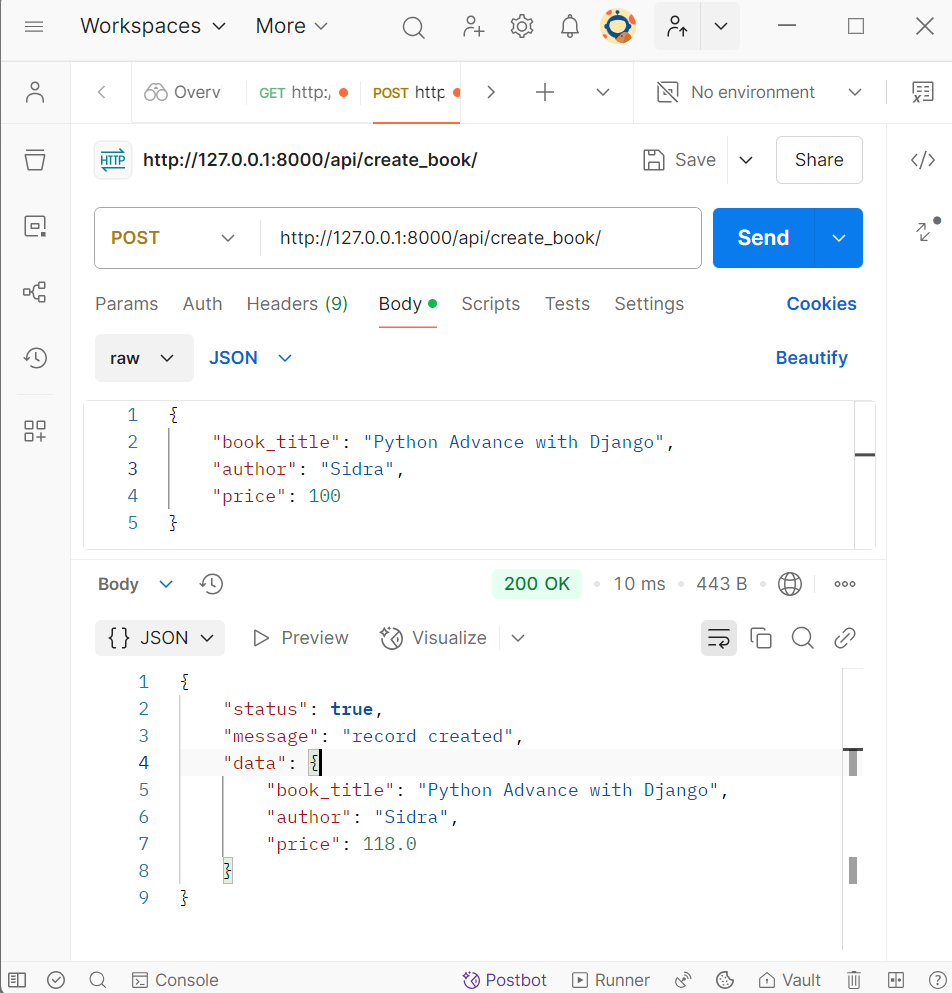 Workspaces More
Overv GET http:/ POST http No environment
HTTP http://127.0.0.1:8000/api/create_book/ Save Share
POST http://127.0.0.1:8000/api/create_book/ Send
Params Auth Headers (9) Body Scripts Tests Settings Cookies
raw JSON Beautify
1 {
2 "book_title": "Python Advance with Django",
3 "author": "Sidra",
4 "price": 100
5 }
Body 200 OK 10 ms 443 B
{} JSON Preview Visualize
1 {
2 "status": true,
3 "message": "record created",
4 "data": {
5 "book_title": "Python Advance with Django",
6 "author": "Sidra",
7 "price": 118.0
8 }
9 }
Console Postbot Runner Vault